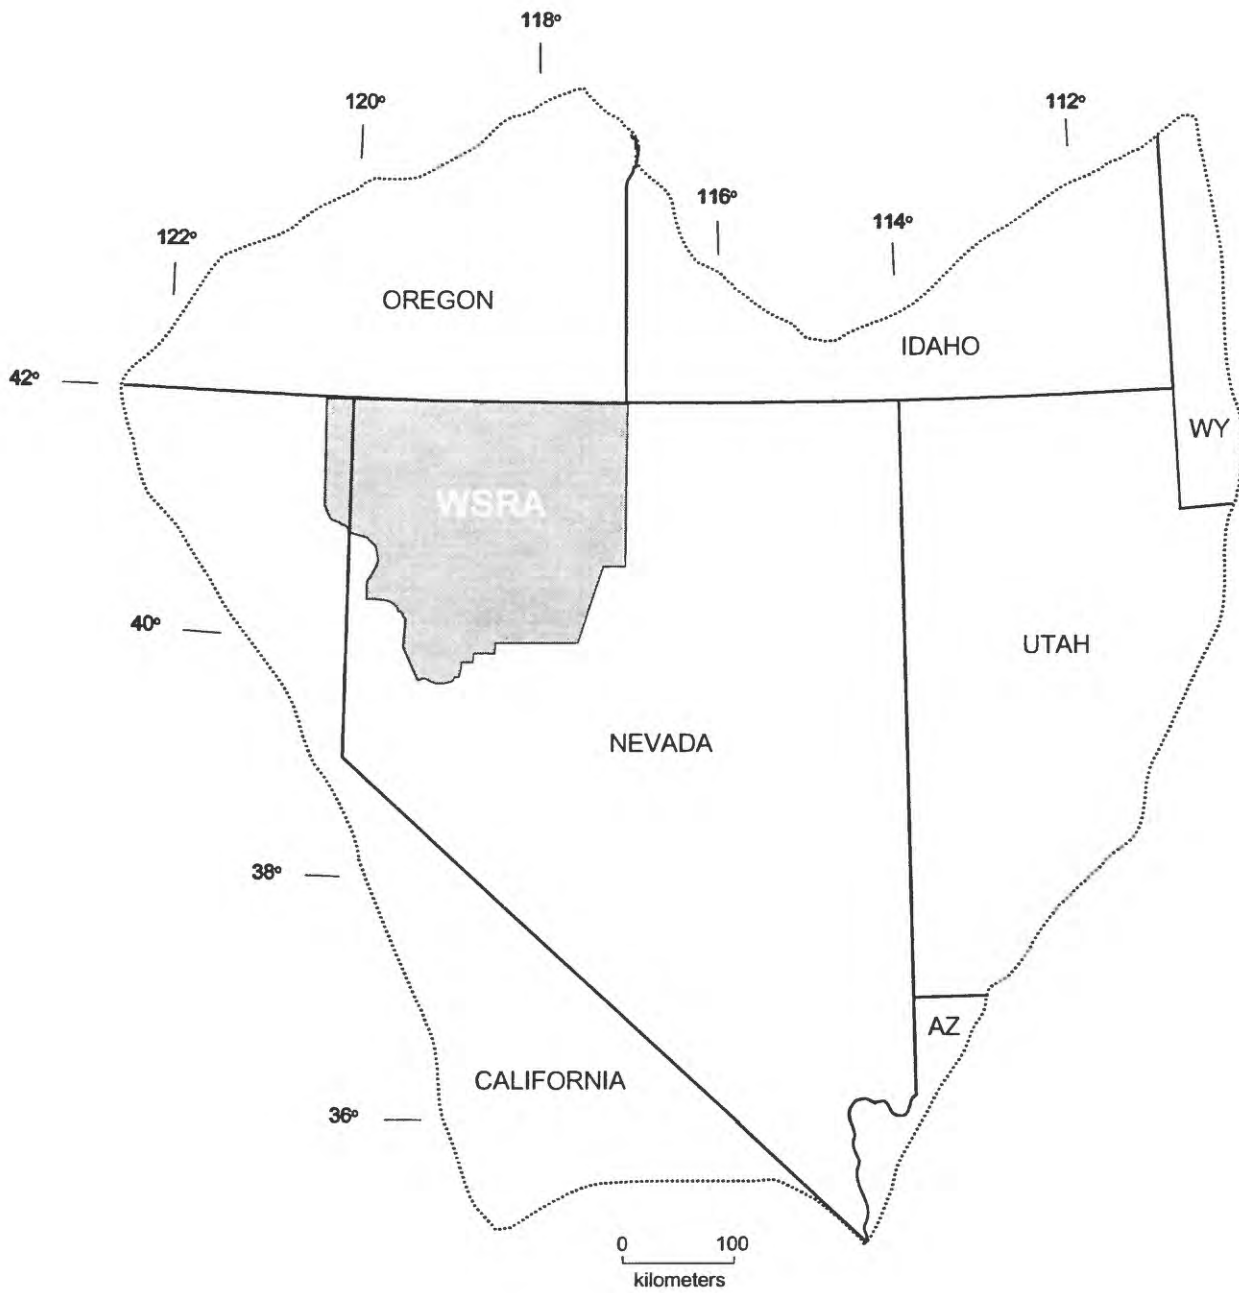 118°
120°
112°
116°
114°
122°
OREGON
IDAHO
42°
WY
WSRA
40°
UTAH
NEVADA
38°
AZ
CALIFORNIA
36°
0 100
kilometers